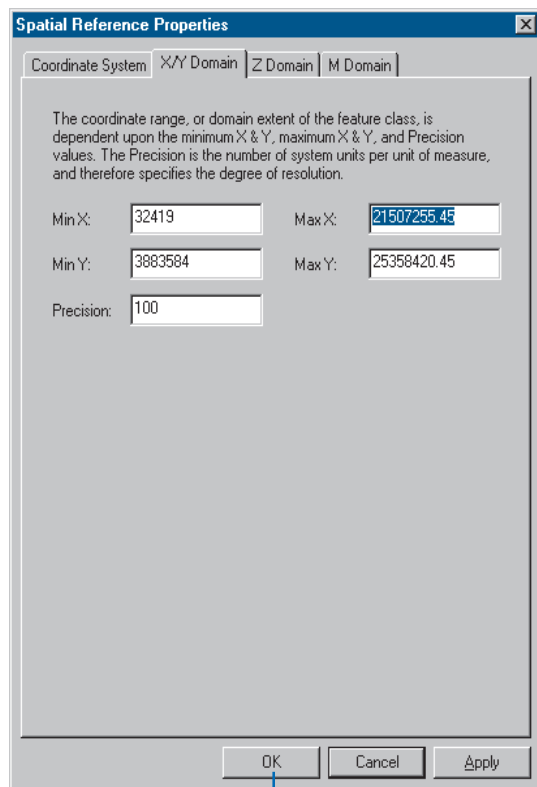 Spatial Reference Properties
Coordinate System X/Y Domain Z Domain M Domain
The coordinate range, or domain extent of the feature class, is
dependent upon the minimum X & Y, maximum X & Y, and Precision
values. The Precision is the number of system units per unit of measure,
and therefore specifies the degree of resolution.
Min X: 32419 Max X: 21507255.45
Min Y: 3883584 Max Y: 25358420.45
Precision: 100
OK Cancel Apply